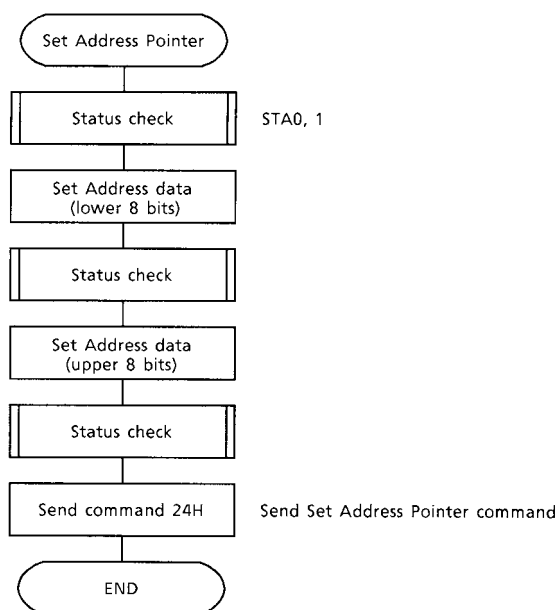 Set Address Pointer
Status check
STA0, 1
Set Address data
(lower 8 bits)
Status check
Set Address data
(upper 8 bits)
Status check
Send command 24H
Send Set Address Pointer command
END